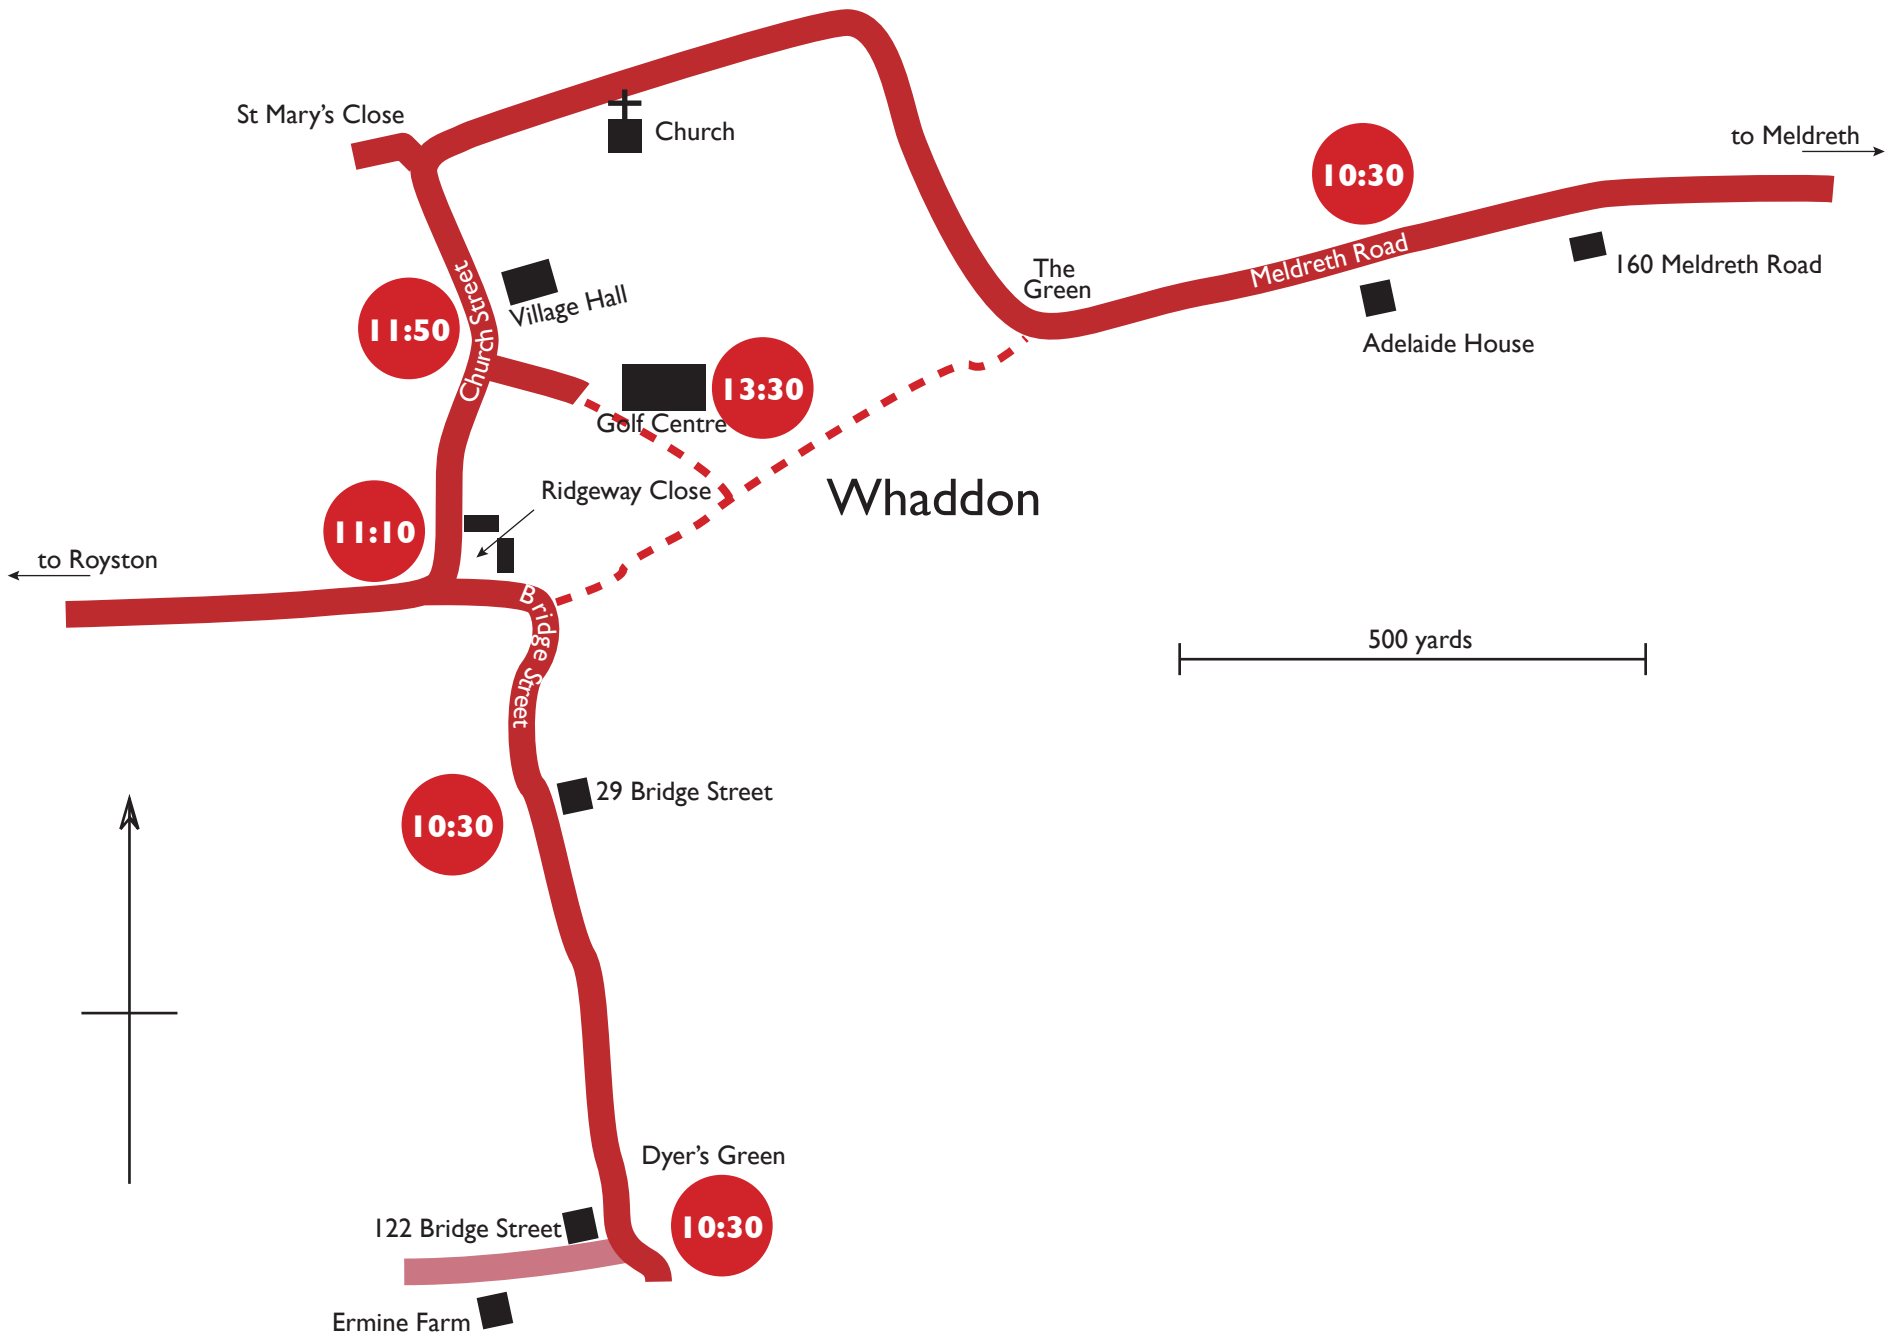 St Mary's Close
Church
to Meldreth
10:30
Meldreth Road
160 Meldreth Road
Adelaide House
The
Green
Village Hall
Church Street
11:50
13:30
Golf Centre
Ridgeway Close
Whaddon
11:10
to Royston
Bridge Street
500 yards
29 Bridge Street
10:30
Dyer's Green
122 Bridge Street
10:30
Ermine Farm